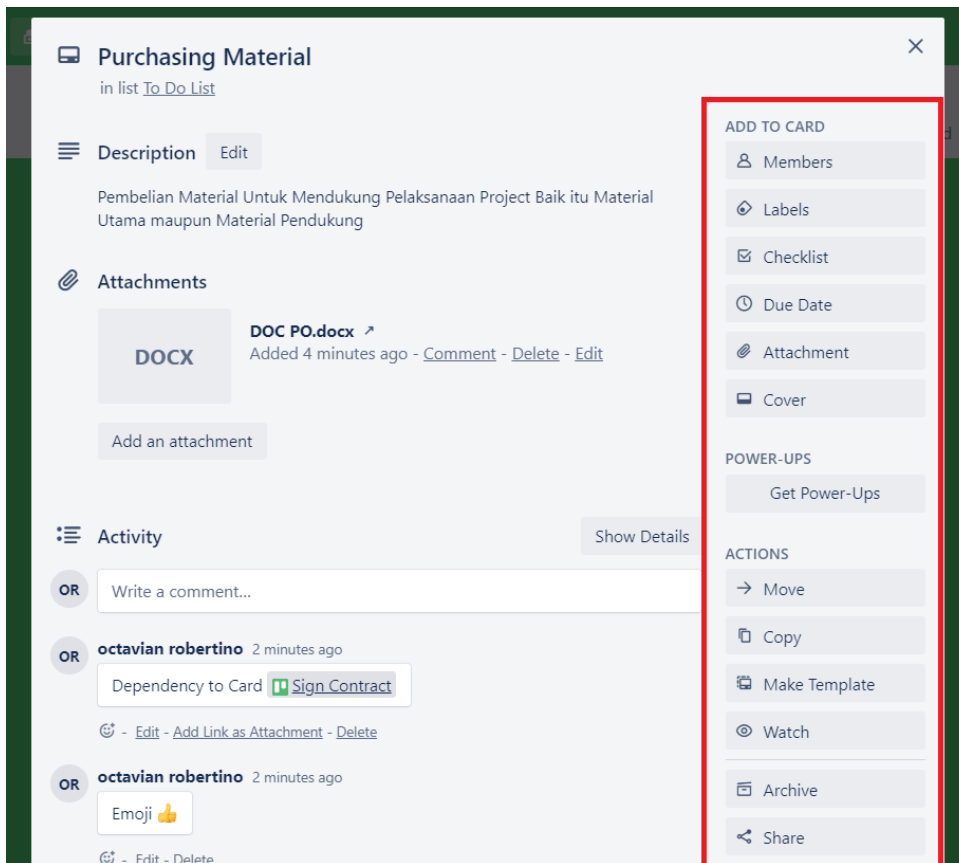 Purchasing Material
in list To Do List
Description Edit
Pembelian Material Untuk Mendukung Pelaksanaan Project Baik itu Material
Utama maupun Material Pendukung
Attachments
DOCX
DOC PO.docx ↗
Added 4 minutes ago - Comment - Delete - Edit
Add an attachment
Activity Show Details
OR Write a comment...
OR octavian robertino 2 minutes ago
Dependency to Card Sign Contract
- Edit - Add Link as Attachment - Delete
OR octavian robertino 2 minutes ago
Emoji 👍
- Edit - Delete
ADD TO CARD
Members
Labels
Checklist
Due Date
Attachment
Cover
POWER-UPS
Get Power-Ups
ACTIONS
Move
Copy
Make Template
Watch
Archive
Share